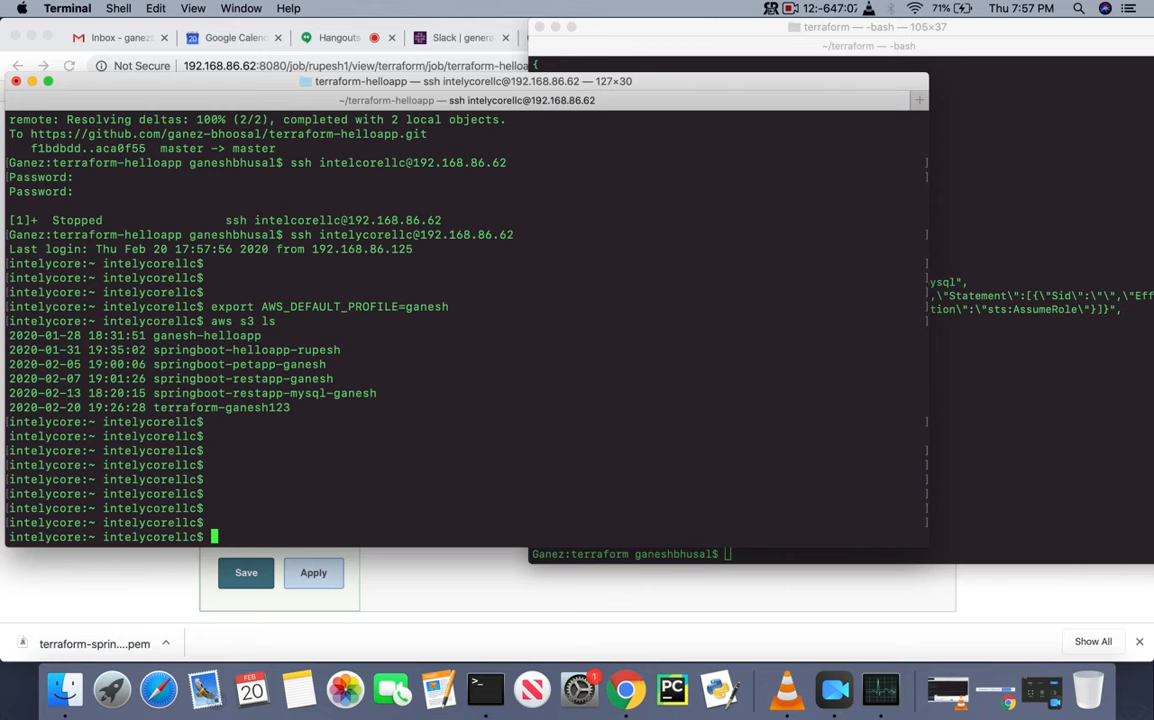 Terminal Shell Edit View Window Help 12:-647:0 71% Thu 7:57 PM
Inbox - ganez Google Calen Hangouts Slack | genera
terraform — -bash — 105×37
~/terraform — -bash
Not Secure 192.168.86.62:8080/job/rupesh1/view/terraform/job/terraform-helloa
{
terraform-helloapp — ssh intelycorellc@192.168.86.62 — 127×30
~/terraform-helloapp — ssh intelycorellc@192.168.86.62 +
remote: Resolving deltas: 100% (2/2), completed with 2 local objects.
To https://github.com/ganez-bhoosal/terraform-helloapp.git
f1bdbdd..aca0f55 master -> master
[Ganez:terraform-helloapp ganeshbhusal$ ssh intelcorellc@192.168.86.62 ]
[Password: ]
Password:
[1]+ Stopped ssh intelcorellc@192.168.86.62
[Ganez:terraform-helloapp ganeshbhusal$ ssh intelycorellc@192.168.86.62 ]
Last login: Thu Feb 20 17:57:56 2020 from 192.168.86.125
[intelycore:~ intelycorellc$ ]
[intelycore:~ intelycorellc$ ]
[intelycore:~ intelycorellc$ ]
[intelycore:~ intelycorellc$ export AWS_DEFAULT_PROFILE=ganesh ]
[intelycore:~ intelycorellc$ aws s3 ls ]
2020-01-28 18:31:51 ganesh-helloapp
2020-01-31 19:35:02 springboot-helloapp-rupesh
2020-02-05 19:00:06 springboot-petapp-ganesh
2020-02-07 19:01:26 springboot-restapp-ganesh
2020-02-13 18:20:15 springboot-restapp-mysql-ganesh
2020-02-20 19:26:28 terraform-ganesh123
[intelycore:~ intelycorellc$ ]
[intelycore:~ intelycorellc$ ]
[intelycore:~ intelycorellc$ ]
[intelycore:~ intelycorellc$ ]
[intelycore:~ intelycorellc$ ]
[intelycore:~ intelycorellc$ ]
[intelycore:~ intelycorellc$ ]
[intelycore:~ intelycorellc$ ]
intelycore:~ intelycorellc$
ysql",
,\"Statement\":[{\"Sid\":\"\",\"Eff
tion\":\"sts:AssumeRole\"}]}",
Ganez:terraform ganeshbhusal$
Save Apply
terraform-sprin....pem Show All
FEB
20
1
>_
PC